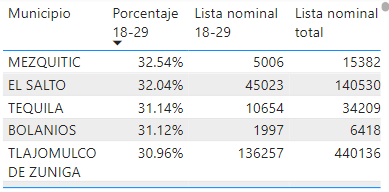 Municipio Porcentaje Lista nominal Lista nominal
18-29 18-29 total
MEZQUITIC 32.54% 5006 15382
EL SALTO 32.04% 45023 140530
TEQUILA 31.14% 10654 34209
BOLANIOS 31.12% 1997 6418
TLAJOMULCO 30.96% 136257 440136
DE ZUNIGA